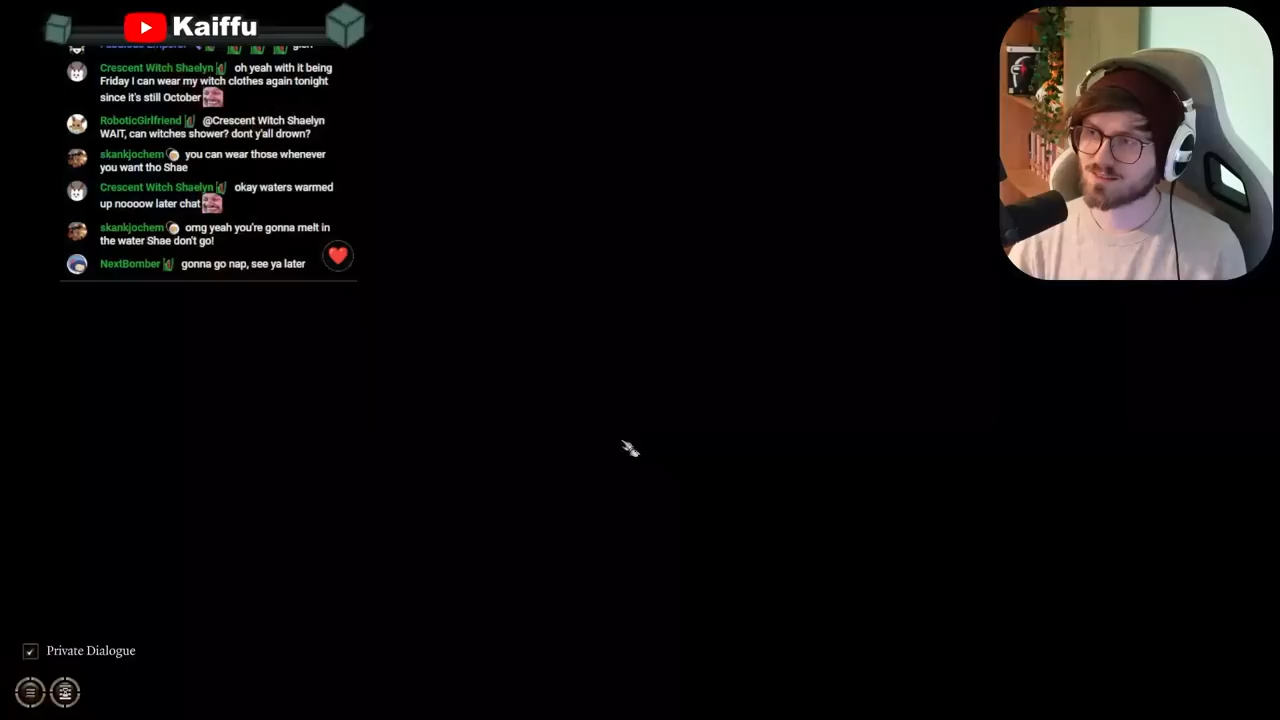 Kaiffu
Crescent Witch Shaelyn oh yeah with it being
Friday I can wear my witch clothes again tonight
since it's still October
RoboticGirlfriend @Crescent Witch Shaelyn
WAIT, can witches shower? dont y'all drown?
skankjochem you can wear those whenever
you want tho Shae
Crescent Witch Shaelyn okay waters warmed
up noooow later chat
skankjochem omg yeah you're gonna melt in
the water Shae don't go!
NextBomber gonna go nap, see ya later
Private Dialogue